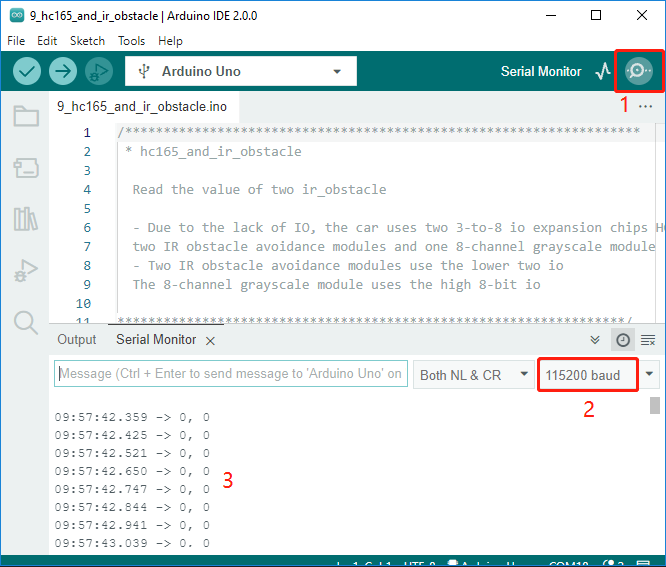 9_hc165_and_ir_obstacle | Arduino IDE 2.0.0
File Edit Sketch Tools Help
Arduino Uno
Serial Monitor
1
9_hc165_and_ir_obstacle.ino
1 /*******************************************************************
2 * hc165_and_ir_obstacle
3
4 Read the value of two ir_obstacle
5
6 - Due to the lack of IO, the car uses two 3-to-8 io expansion chips H
7 two IR obstacle avoidance modules and one 8-channel grayscale module
8 - Two IR obstacle avoidance modules use the lower two io
9 The 8-channel grayscale module uses the high 8-bit io
10
11 *******************************************************************/
Output Serial Monitor
Message (Ctrl + Enter to send message to 'Arduino Uno' on
Both NL & CR
115200 baud
2
09:57:42.359 -> 0, 0
09:57:42.425 -> 0, 0
09:57:42.521 -> 0, 0
09:57:42.650 -> 0, 0
3
09:57:42.747 -> 0, 0
09:57:42.844 -> 0, 0
09:57:42.941 -> 0, 0
09:57:43.039 -> 0, 0